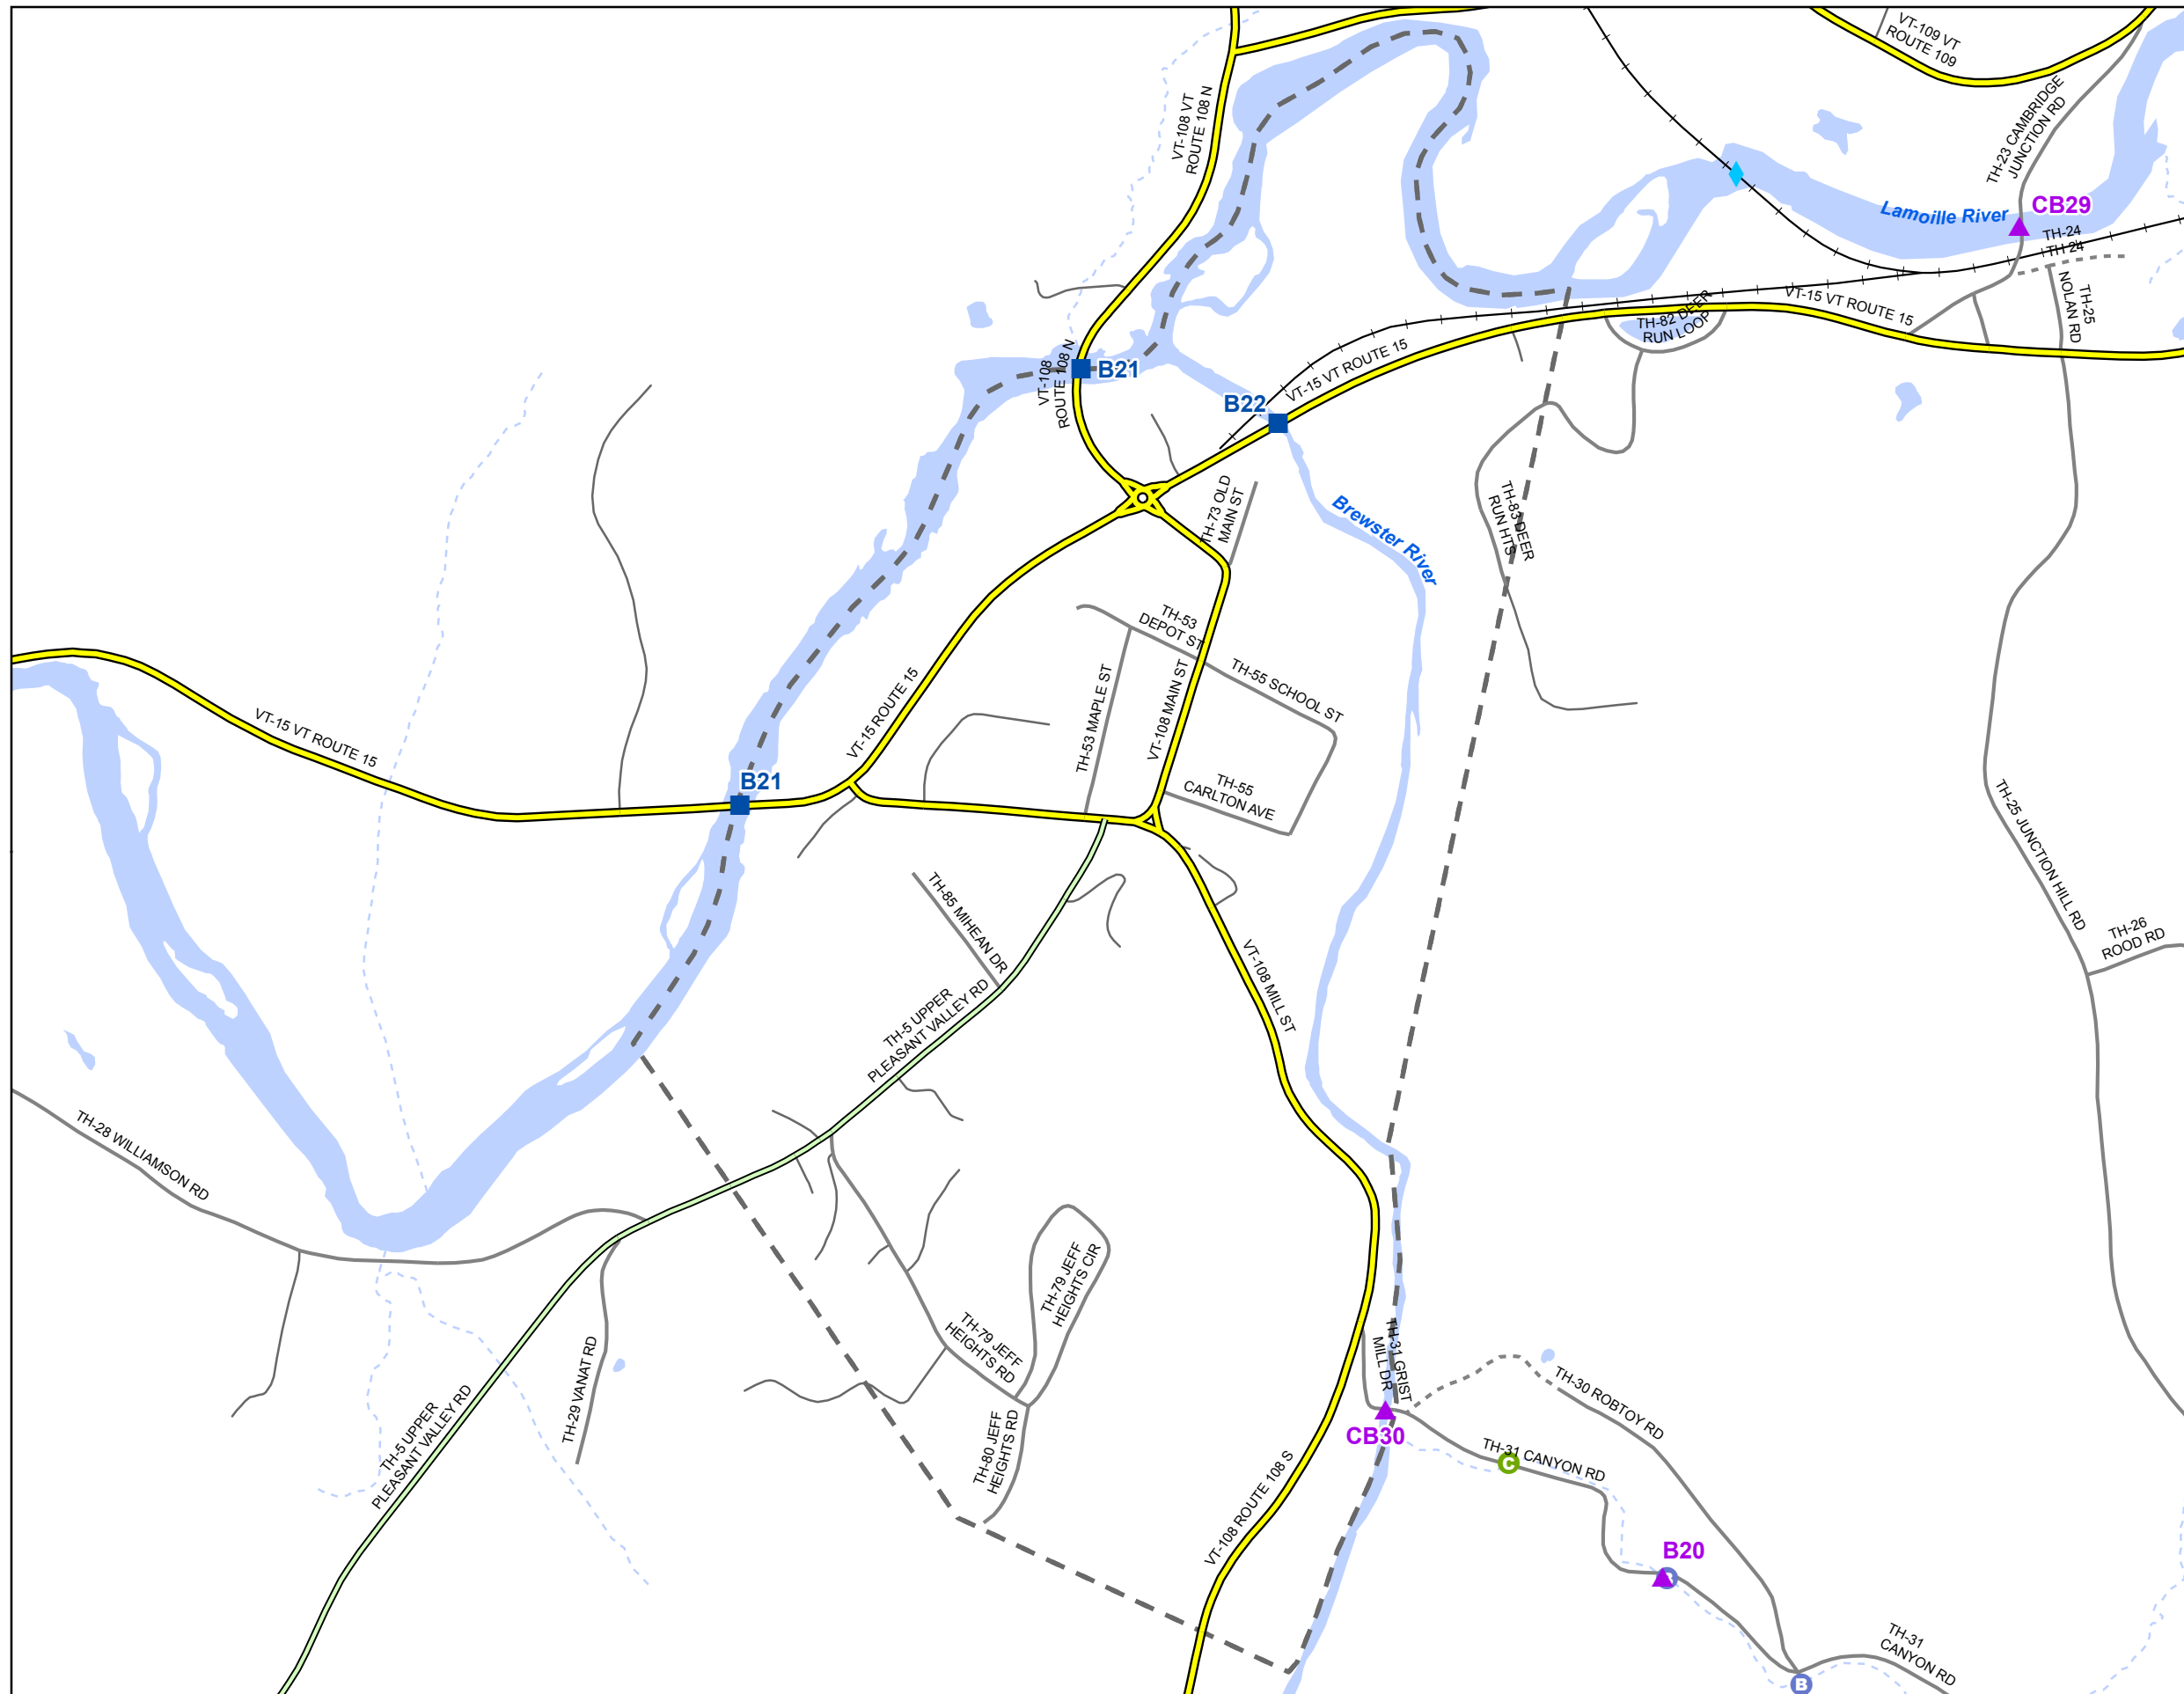 VT-109 VT
ROUTE 109
VT-108 VT
ROUTE 108 N
TH-23 CAMBRIDGE
JUNCTION RD
Lamoille River
CB29
TH-24
TH-24
TH-25
NOLAN RD
VT-15 VT ROUTE 15
TH-82 DEER
RUN LOOP
VT-108
ROUTE 108 N
B21
VT-15 VT ROUTE 15
B22
TH-73 OLD
MAIN ST
Brewster River
TH-83 DEER
RUN HTS
TH-53
DEPOT ST
TH-55 SCHOOL ST
TH-53 MAPLE ST
VT-108 MAIN ST
VT-15 ROUTE 15
VT-15 VT ROUTE 15
B21
TH-55
CARLTON AVE
TH-25 JUNCTION HILL RD
TH-26
ROOD RD
TH-85 MIHEAN DR
VT-108 MILL ST
TH-5 UPPER
PLEASANT VALLEY RD
TH-28 WILLIAMSON RD
TH-79 JEFF
HEIGHTS CIR
TH-79 JEFF
HEIGHTS RD
TH-29 VANAT RD
TH-31 GRIST
MILL DR
TH-30 ROBTOY RD
TH-5 UPPER
PLEASANT VALLEY RD
TH-80 JEFF
HEIGHTS RD
CB30
TH-31 CANYON RD
C
VT-108 ROUTE 108 S
B20
TH-31
CANYON RD
B